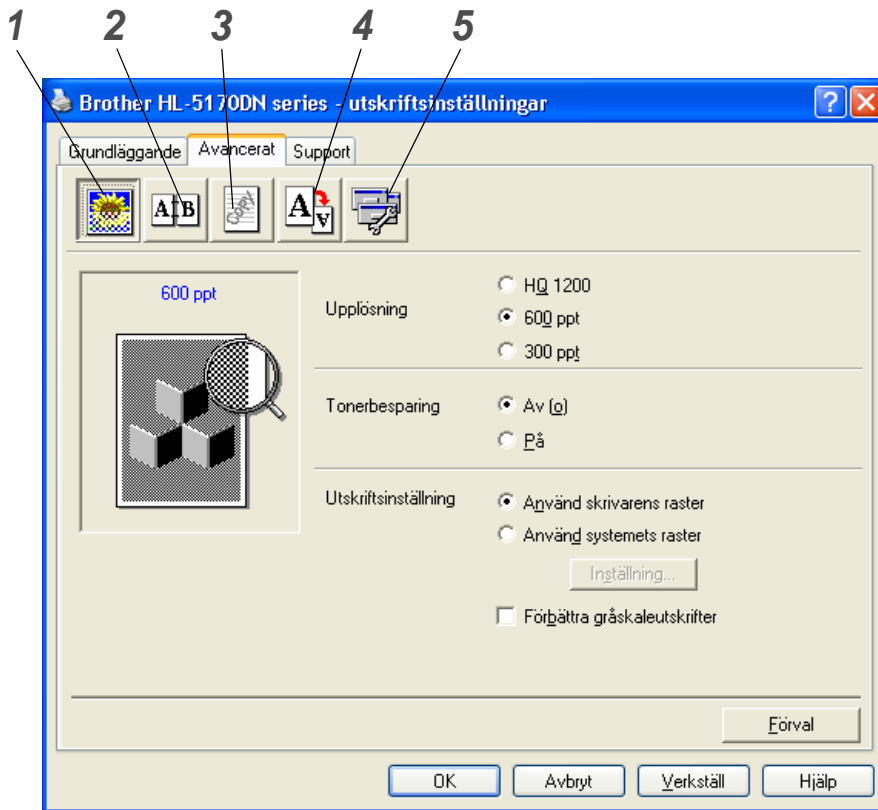 1 2 3 4 5
Brother HL-5170DN series - utskriftsinställningar
Grundläggande Avancerat Support
A B Copy A A
600 ppt
Upplösning
HQ 1200
600 ppt
300 ppt
Tonerbesparing
Av (o)
På
Utskriftsinställning
Använd skrivarens raster
Använd systemets raster
Inställning...
Förbättra gråskaleutskrifter
Förval
OK Avbryt Verkställ Hjälp